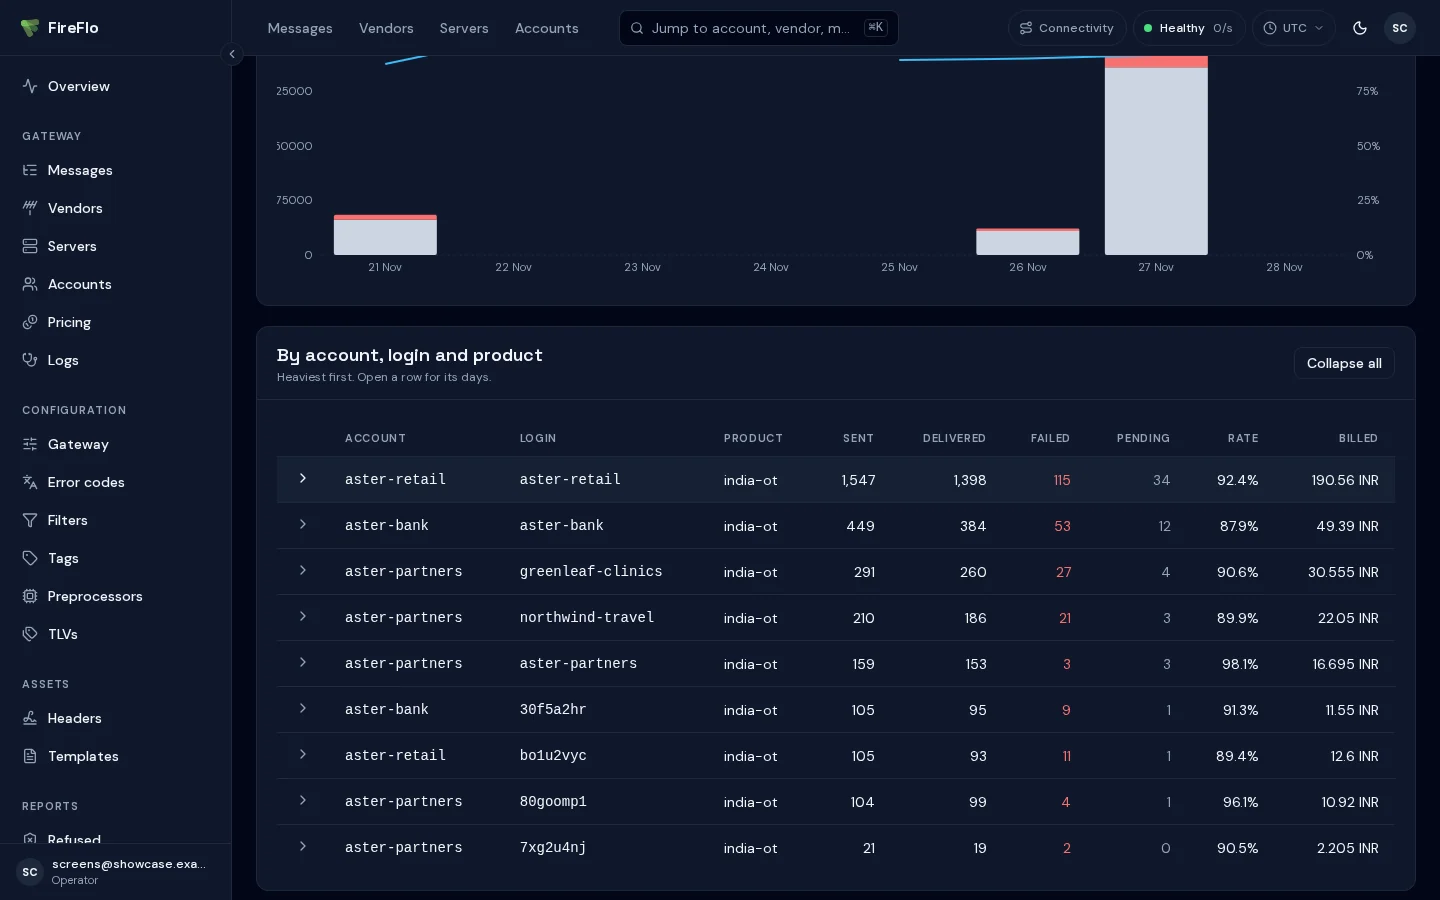 FireFlo
Messages
Vendors
Servers
Accounts
Jump to account, vendor, m...
⌘K
Connectivity
Healthy 0/s
UTC
SC
Overview
GATEWAY
Messages
Vendors
Servers
Accounts
Pricing
Logs
CONFIGURATION
Gateway
Error codes
Filters
Tags
Preprocessors
TLVs
ASSETS
Headers
Templates
REPORTS
Refused
SC
screens@showcase.exa...
Operator
25000
75%
50%
75000
25%
0
0%
21 Nov 22 Nov 23 Nov 24 Nov 25 Nov 26 Nov 27 Nov 28 Nov
By account, login and product
Heaviest first. Open a row for its days.
Collapse all
ACCOUNT LOGIN PRODUCT SENT DELIVERED FAILED PENDING RATE BILLED
aster-retail aster-retail india-ot 1,547 1,398 115 34 92.4% 190.56 INR
aster-bank aster-bank india-ot 449 384 53 12 87.9% 49.39 INR
aster-partners greenleaf-clinics india-ot 291 260 27 4 90.6% 30.555 INR
aster-partners northwind-travel india-ot 210 186 21 3 89.9% 22.05 INR
aster-partners aster-partners india-ot 159 153 3 3 98.1% 16.695 INR
aster-bank 30f5a2hr india-ot 105 95 9 1 91.3% 11.55 INR
aster-retail bo1u2vyc india-ot 105 93 11 1 89.4% 12.6 INR
aster-partners 80goomp1 india-ot 104 99 4 1 96.1% 10.92 INR
aster-partners 7xg2u4nj india-ot 21 19 2 0 90.5% 2.205 INR